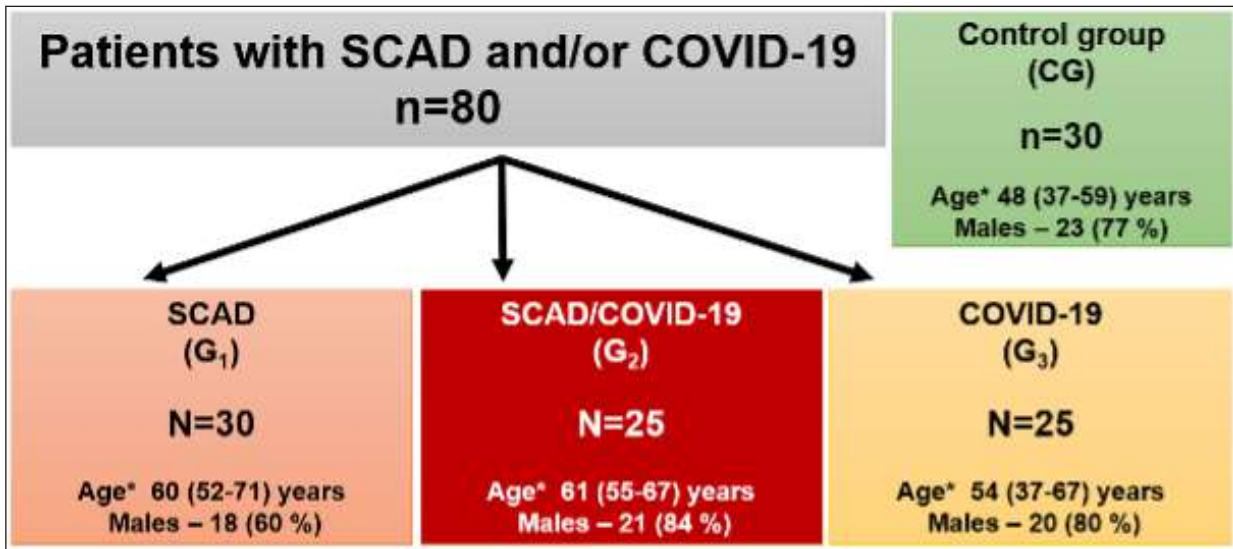 Patients with SCAD and/or COVID-19
n=80
Control group
(CG)
n=30
Age* 48 (37-59) years
Males – 23 (77 %)
SCAD
(G₁)
N=30
Age* 60 (52-71) years
Males – 18 (60 %)
SCAD/COVID-19
(G₂)
N=25
Age* 61 (55-67) years
Males – 21 (84 %)
COVID-19
(G₃)
N=25
Age* 54 (37-67) years
Males – 20 (80 %)